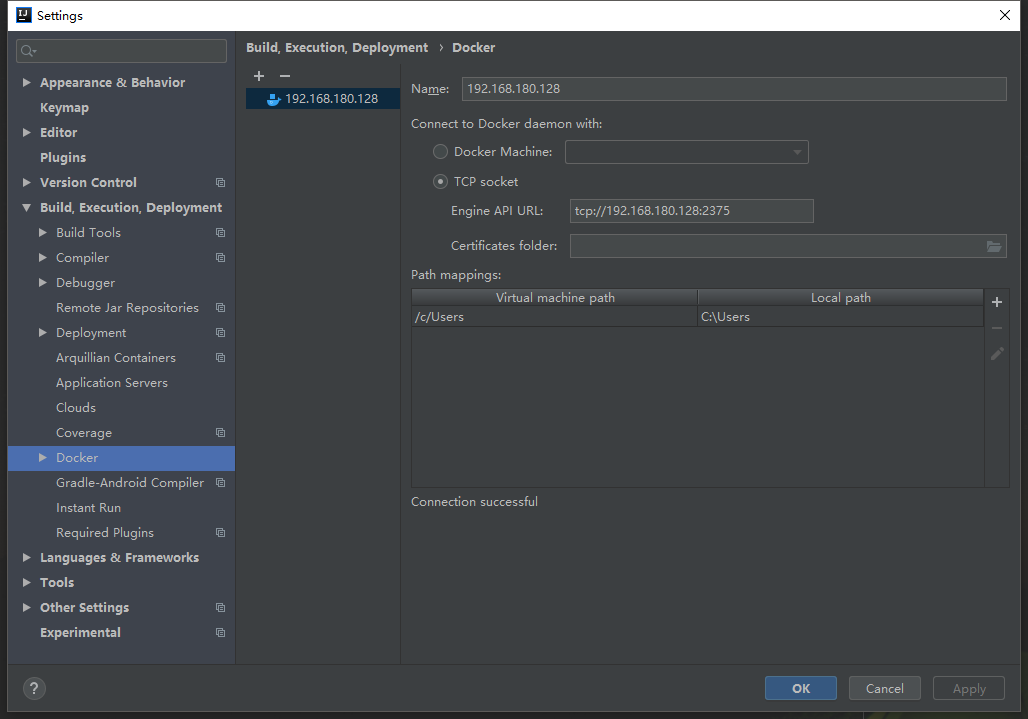 Settings
Build, Execution, Deployment › Docker
Appearance & Behavior
Keymap
Editor
Plugins
Version Control
Build, Execution, Deployment
Build Tools
Compiler
Debugger
Remote Jar Repositories
Deployment
Arquillian Containers
Application Servers
Clouds
Coverage
Docker
Gradle-Android Compiler
Instant Run
Required Plugins
Languages & Frameworks
Tools
Other Settings
Experimental
192.168.180.128
Name: 192.168.180.128
Connect to Docker daemon with:
Docker Machine:
TCP socket
Engine API URL: tcp://192.168.180.128:2375
Certificates folder:
Path mappings:
Virtual machine path Local path
/c/Users C:\Users
Connection successful
? OK Cancel Apply